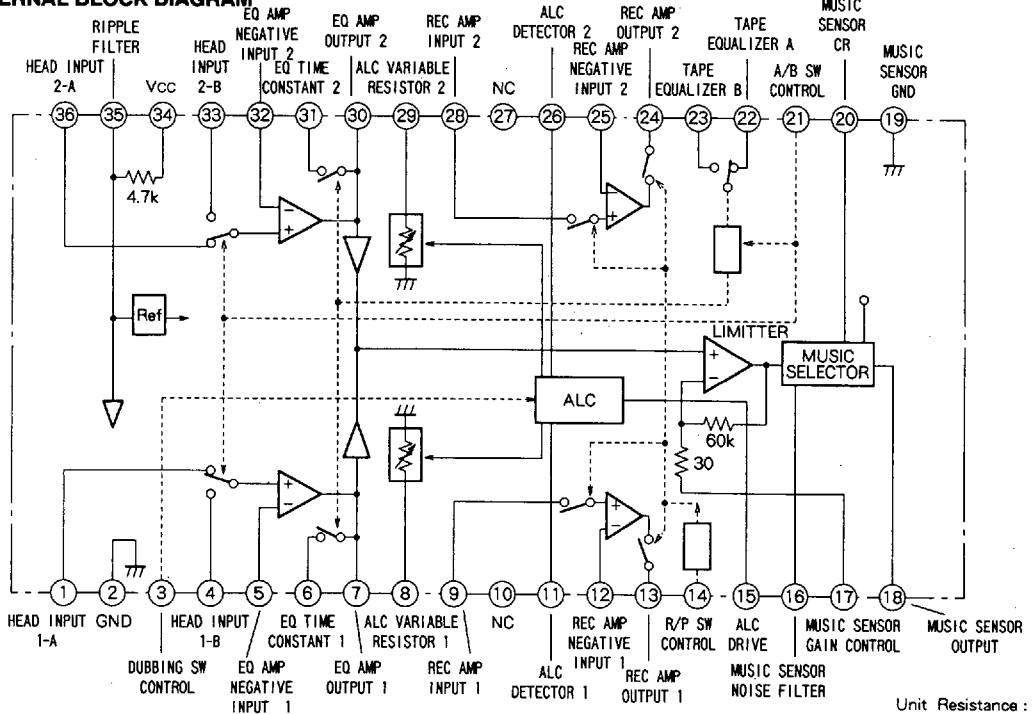 TERNAL BLOCK DIAGRAM
RIPPLE
FILTER
EQ AMP
NEGATIVE
INPUT 2
EQ AMP
OUTPUT 2
REC AMP
INPUT 2
ALC
DETECTOR 2
REC AMP
OUTPUT 2
MUSIC
SENSOR
CR
HEAD INPUT
2-A
VCC
HEAD
INPUT
2-B
EQ TIME
CONSTANT 2
ALC VARIABLE
RESISTOR 2
NC
REC AMP
NEGATIVE
INPUT 2
TAPE
EQUALIZER A
TAPE
EQUALIZER B
A/B SW
CONTROL
MUSIC
SENSOR
GND
36 35 34 33 32 31 30 29 28 27 26 25 24 23 22 21 20 19
4.7k
Ref
LIMITTER
MUSIC
SELECTOR
ALC
60k
30
1 2 3 4 5 6 7 8 9 10 11 12 13 14 15 16 17 18
HEAD INPUT
1-A
GND
DUBBING SW
CONTROL
HEAD INPUT
1-B
EQ AMP
NEGATIVE
INPUT 1
EQ TIME
CONSTANT 1
EQ AMP
OUTPUT 1
ALC VARIABLE
RESISTOR 1
REC AMP
INPUT 1
NC
ALC
DETECTOR 1
REC AMP
NEGATIVE
INPUT 1
REC AMP
OUTPUT 1
R/P SW
CONTROL
ALC
DRIVE
MUSIC SENSOR
NOISE FILTER
MUSIC SENSOR
GAIN CONTROL
MUSIC SENSOR
OUTPUT
Unit Resistance :